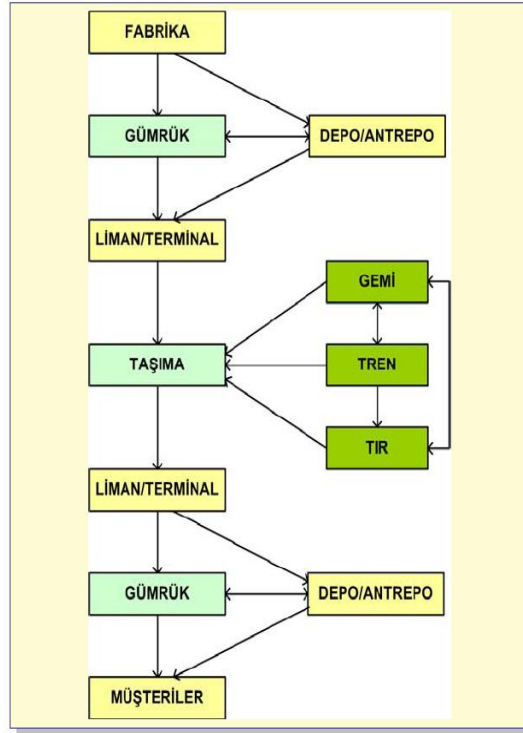 FABRİKA
GÜMRÜK
DEPO/ANTREPO
LİMAN/TERMİNAL
GEMİ
TAŞIMA
TREN
TIR
LİMAN/TERMİNAL
GÜMRÜK
DEPO/ANTREPO
MÜŞTERİLER